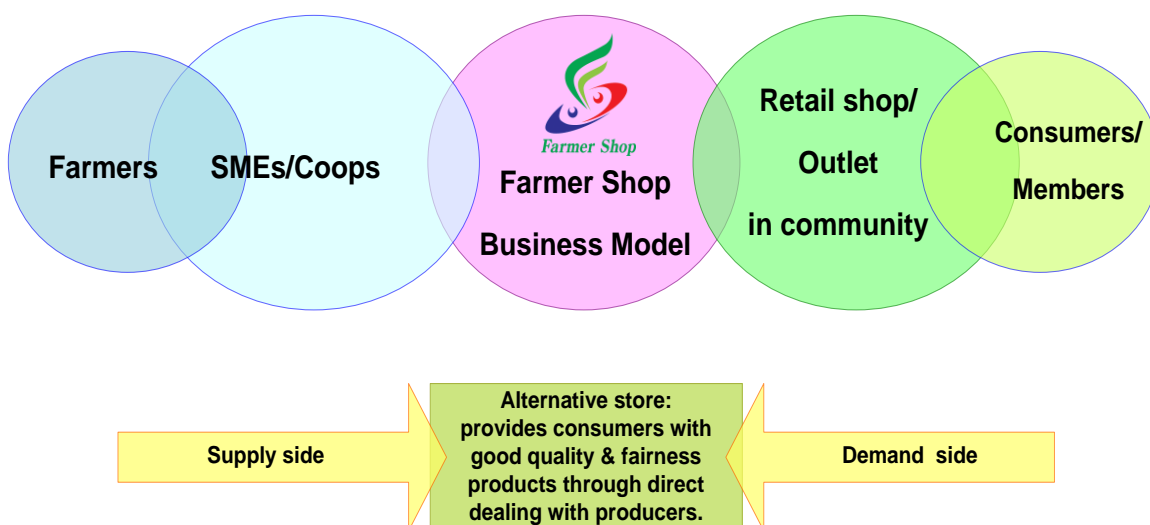 Farmers
SMEs/Coops
Farmer Shop
Farmer Shop
Business Model
Retail shop/
Outlet
in community
Consumers/
Members
Supply side
Alternative store:
provides consumers with
good quality & fairness
products through direct
dealing with producers.
Demand side